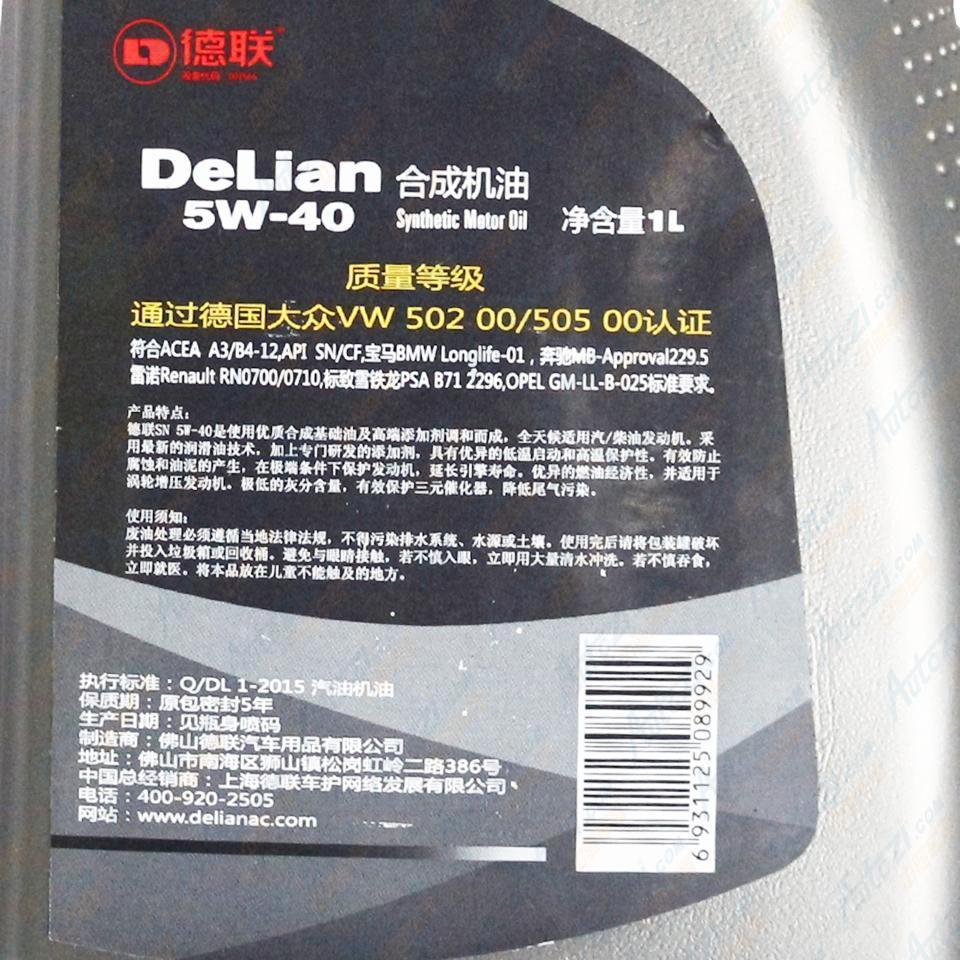 德联
股票代码 002666
DeLian 合成机油
5W-40 Synthetic Motor Oil 净含量1L
质量等级
通过德国大众VW 502 00/505 00认证
符合ACEA A3/B4-12,API SN/CF,宝马BMW Longlife-01，奔驰MB-Approval229.5
雷诺Renault RN0700/0710,标致雪铁龙PSA B71 2296,OPEL GM-LL-B-025标准要求。
产品特点：
德联SN 5W-40是使用优质合成基础油及高端添加剂调和而成，全天候适用汽/柴油发动机。采
用最新的润滑油技术，加上专门研发的添加剂，具有优异的低温启动和高温保护性。有效防止
腐蚀和油泥的产生，在极端条件下保护发动机，延长引擎寿命。优异的燃油经济性，并适用于
涡轮增压发动机。极低的灰分含量，有效保护三元催化器，降低尾气污染。
使用须知：
废油处理必须遵循当地法律法规，不得污染排水系统、水源或土壤。使用完后请将包装罐破坏
并投入垃圾箱或回收桶。避免与眼睛接触，若不慎入眼，立即用大量清水冲洗。若不慎吞食，
立即就医。将本品放在儿童不能触及的地方。
执行标准：Q/DL 1-2015 汽油机油
保质期：原包密封5年
生产日期：见瓶身喷码
制造商：佛山德联汽车用品有限公司
地址：佛山市南海区狮山镇松岗虹岭二路386号
中国总经销商：上海德联车护网络发展有限公司
电话：400-920-2505
网站：www.delianac.com
6 931125 089929
AutoZi.com